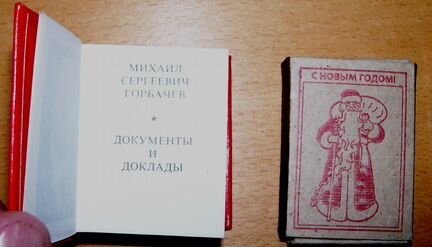 МИХАИЛ
СЕРГЕЕВИЧ
ГОРБАЧЕВ
★
ДОКУМЕНТЫ
И
ДОКЛАДЫ
С НОВЫМ ГОДОМ!